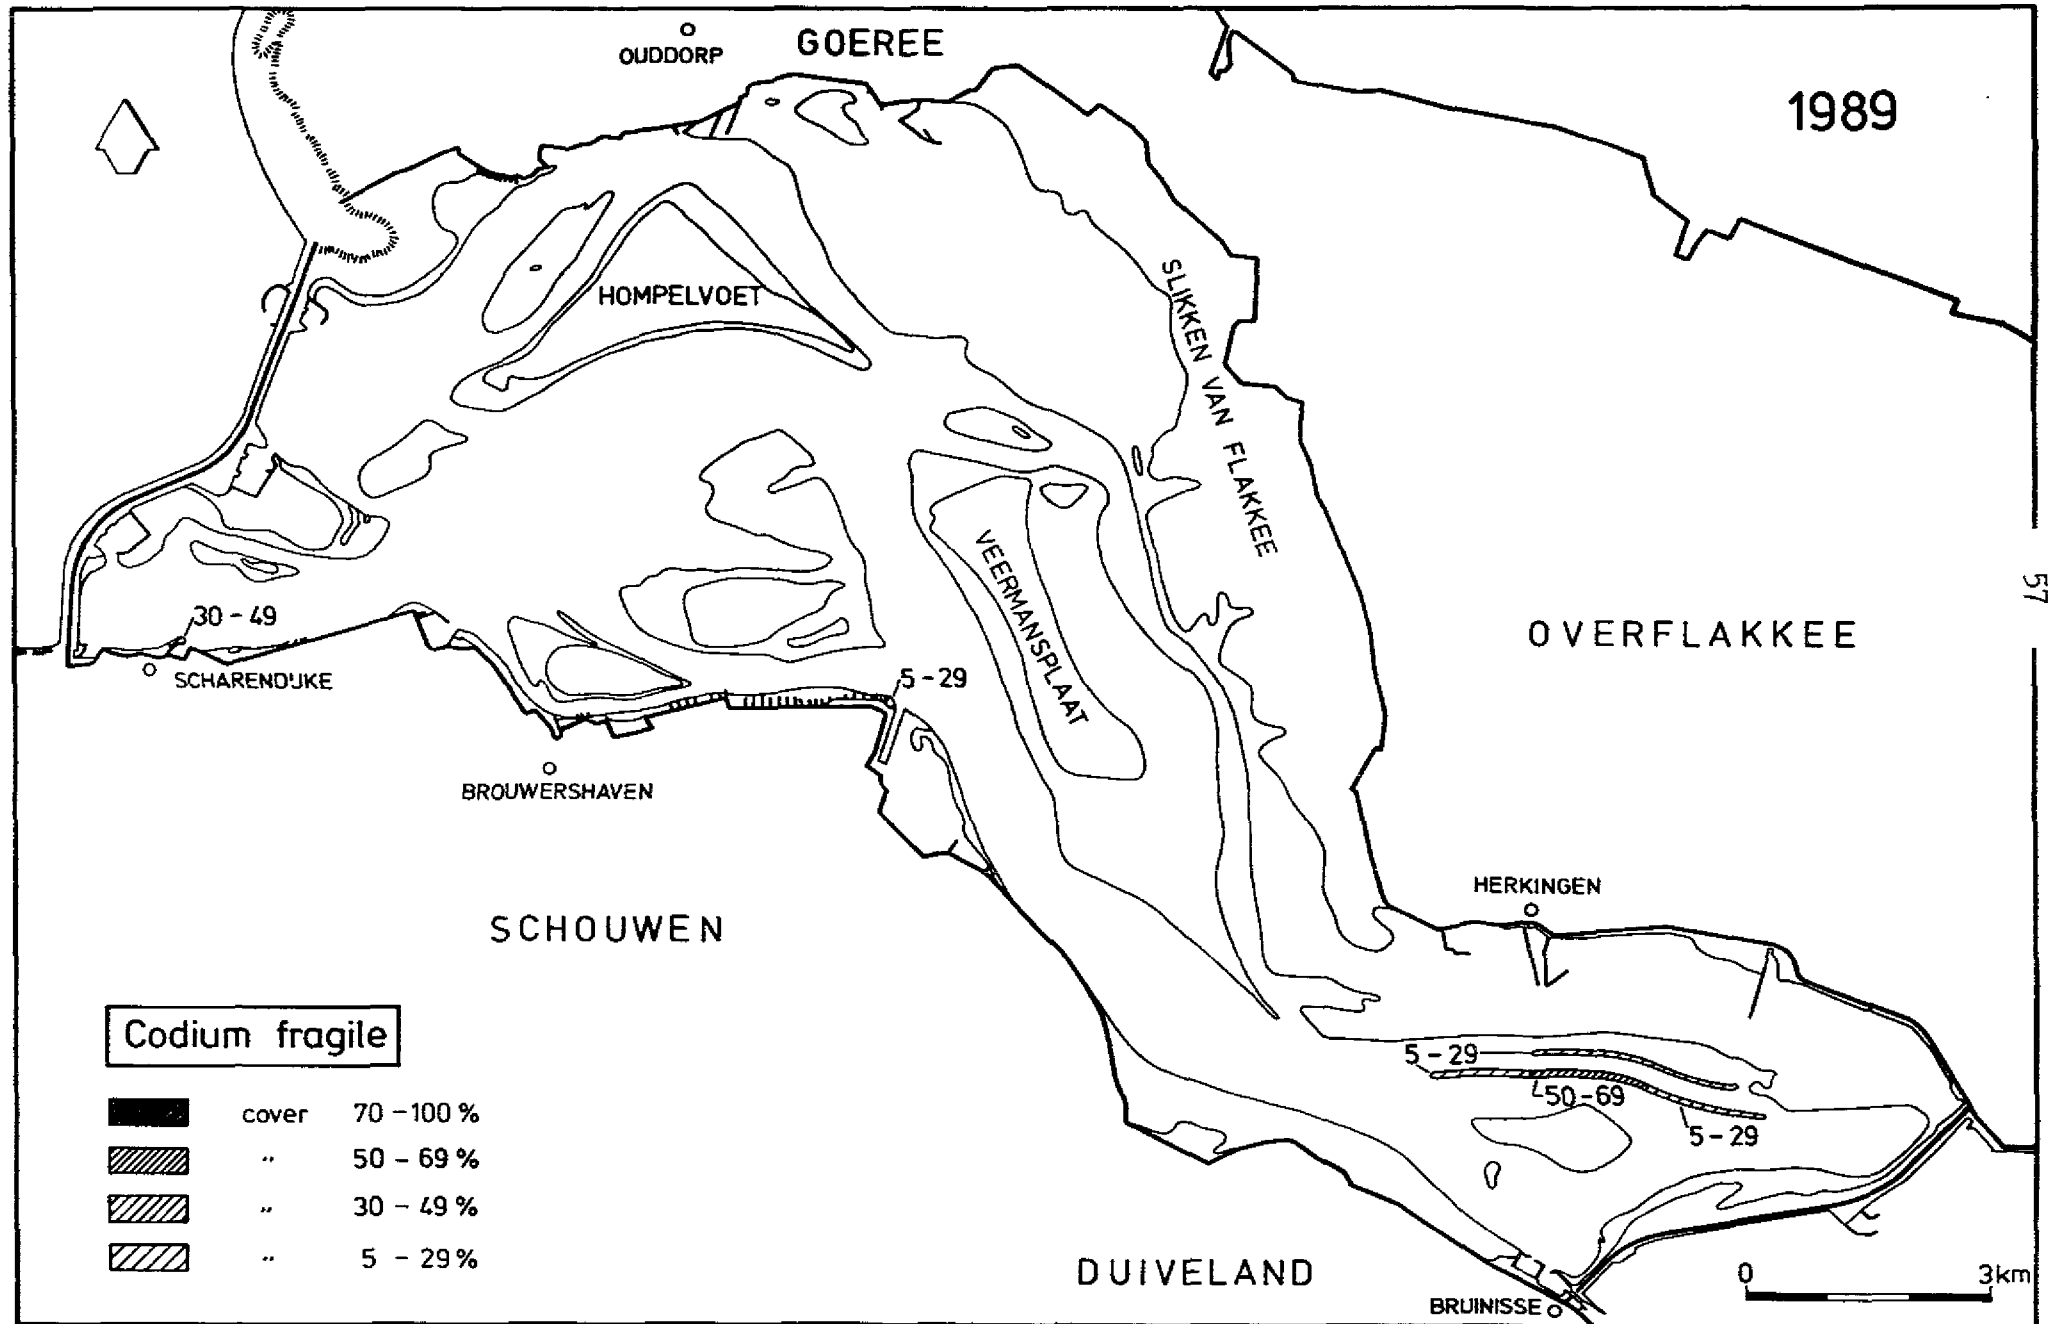 OUDDORP
GOEREE
1989
HOMPELVOET
SLIKKEN VAN FLAKKEE
VEERMANSPLAAT
57
30 - 49
OVERFLAKKEE
SCHARENDIJKE
5 - 29
BROUWERSHAVEN
HERKINGEN
SCHOUWEN
Codium fragile
5 - 29
50 - 69
5 - 29
cover 70 - 100 %
" 50 - 69 %
" 30 - 49 %
" 5 - 29 %
DUIVELAND
0 3km
BRUINISSE